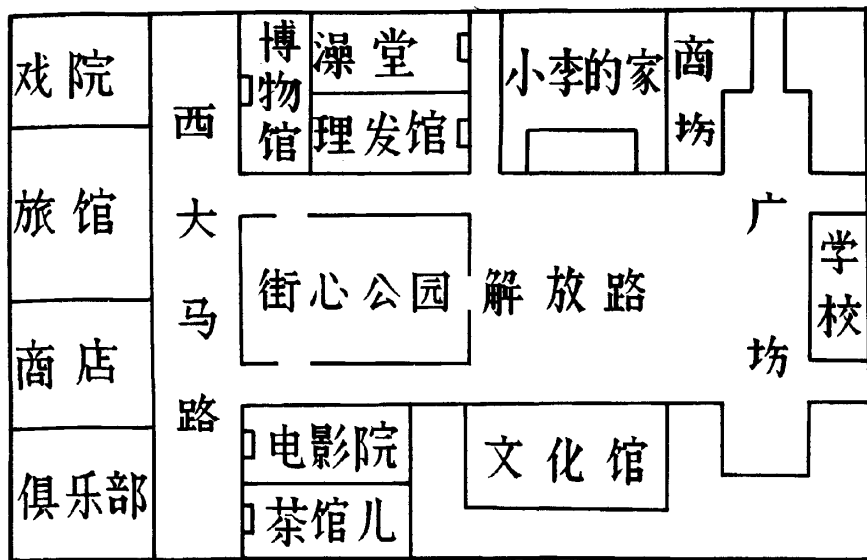 戏院
旅馆
商店
俱乐部
西大马路
博物馆
澡堂
理发馆
小李的家
商场
街心公园
解放路
广场
学校
电影院
茶馆儿
文化馆